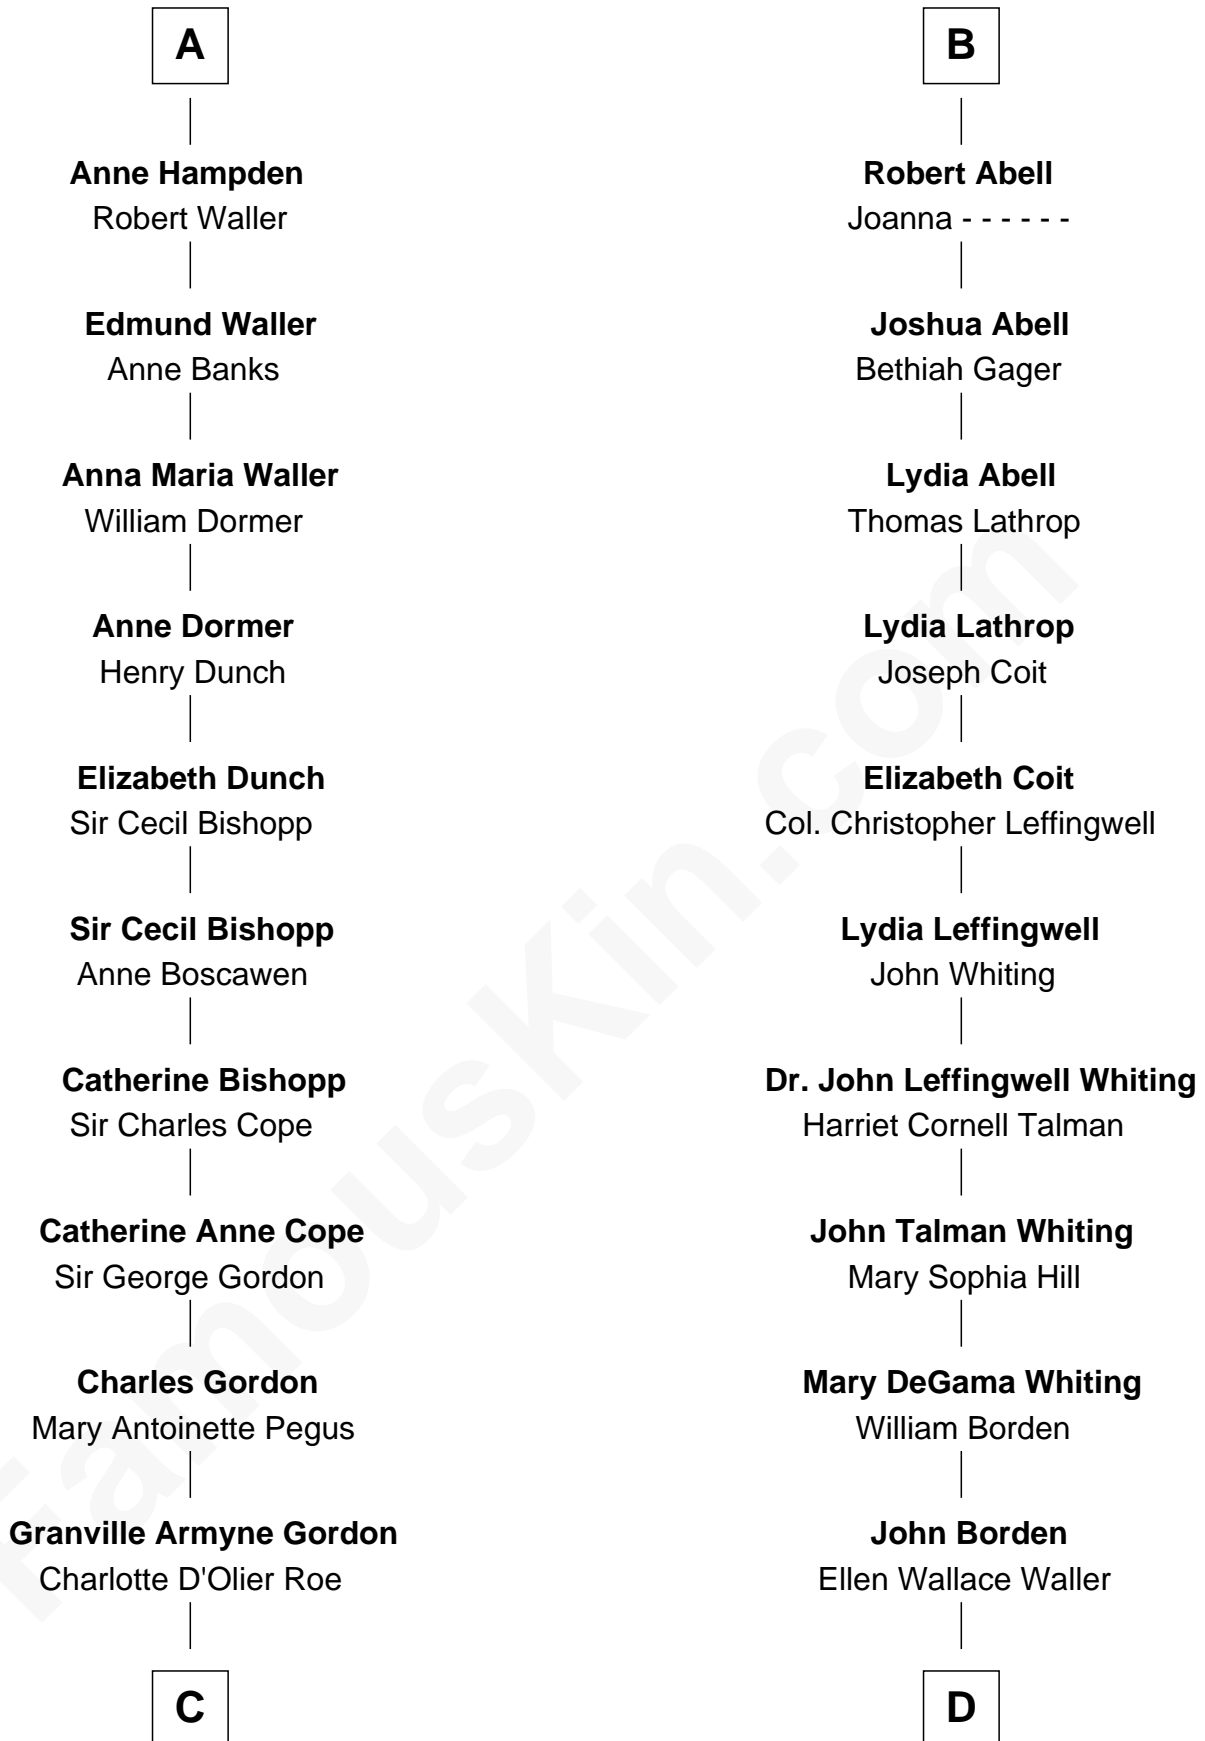 A
Anne Hampden
Robert Waller
Edmund Waller
Anne Banks
Anna Maria Waller
William Dormer
Anne Dormer
Henry Dunch
Elizabeth Dunch
Sir Cecil Bishopp
Sir Cecil Bishopp
Anne Boscawen
Catherine Bishopp
Sir Charles Cope
Catherine Anne Cope
Sir George Gordon
Charles Gordon
Mary Antoinette Pegus
Granville Armyne Gordon
Charlotte D'Olier Roe
C
B
Robert Abell
Joanna - - - - - -
Joshua Abell
Bethiah Gager
Lydia Abell
Thomas Lathrop
Lydia Lathrop
Joseph Coit
Elizabeth Coit
Col. Christopher Leffingwell
Lydia Leffingwell
John Whiting
Dr. John Leffingwell Whiting
Harriet Cornell Talman
John Talman Whiting
Mary Sophia Hill
Mary DeGama Whiting
William Borden
John Borden
Ellen Wallace Waller
D
FamousKin.com